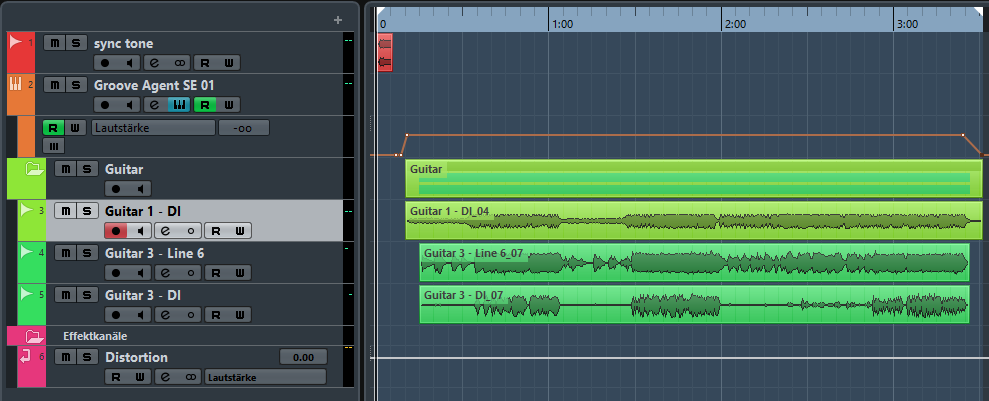 +
0 1:00 2:00 3:00
1 m S sync tone
e R W
2 m S Groove Agent SE 01
e R W
R W Lautstärke -oo
m S Guitar
Guitar
3 m S Guitar 1 - DI
Guitar 1 - DI_04
e R W
4 m S Guitar 3 - Line 6
Guitar 3 - Line 6_07
e R W
5 m S Guitar 3 - DI
Guitar 3 - DI_07
e R W
Effektkanäle
6 m S Distortion 0.00
R W e Lautstärke